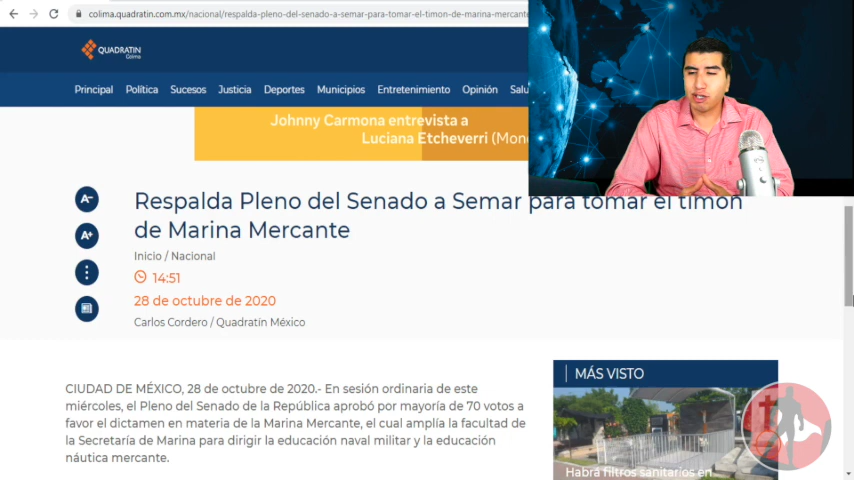 colima.quadratin.com.mx/nacional/respalda-pleno-del-senado-a-semar-para-tomar-el-timon-de-marina-mercante
QUADRATIN
Colima
Principal Política Sucesos Justicia Deportes Municipios Entretenimiento Opinión Salu
Johnny Carmona entrevista a
Luciana Etcheverri (Mon
A-
A+
Respalda Pleno del Senado a Semar para tomar el timón
de Marina Mercante
Inicio / Nacional
14:51
28 de octubre de 2020
Carlos Cordero / Quadratín México
CIUDAD DE MÉXICO, 28 de octubre de 2020.- En sesión ordinaria de este
miércoles, el Pleno del Senado de la República aprobó por mayoría de 70 votos a
favor el dictamen en materia de la Marina Mercante, el cual amplía la facultad de
la Secretaría de Marina para dirigir la educación naval militar y la educación
náutica mercante.
MÁS VISTO
Habrá filtros sanitarios en